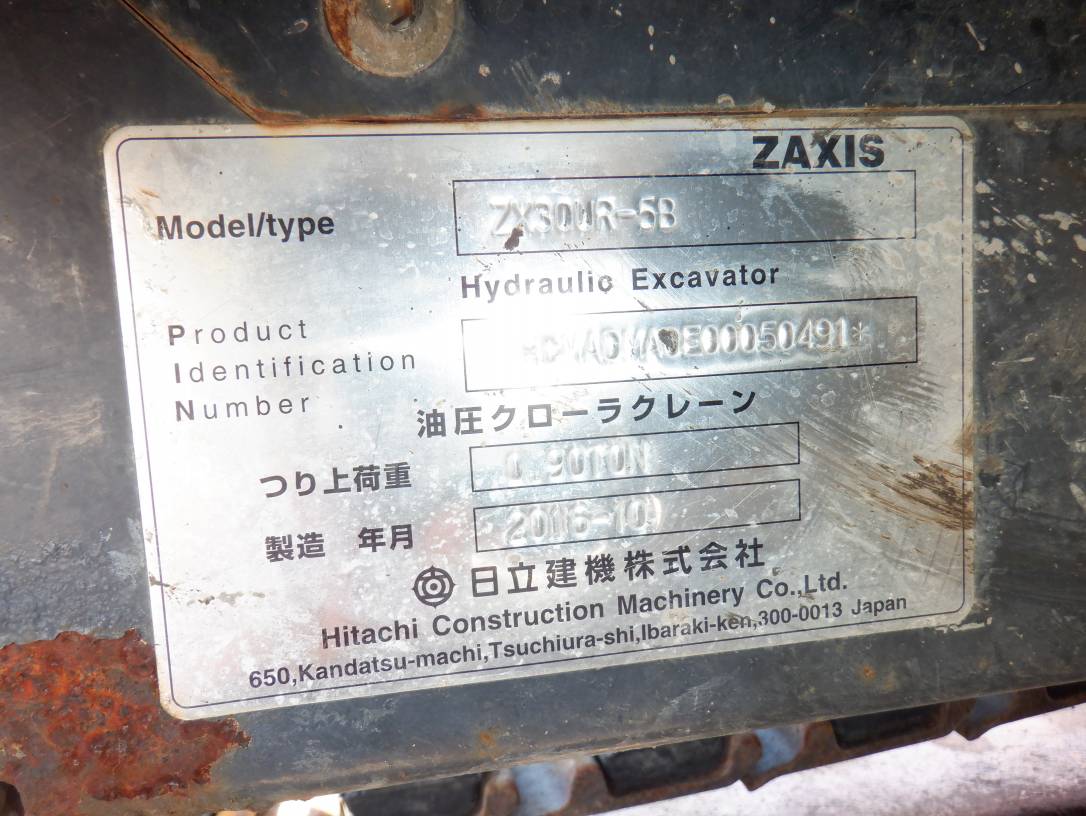 ZAXIS
Model/type ZX30UR-5B
Hydraulic Excavator
Product
Identification
Number
油圧クローラクレーン
つり上荷重 0.90TON
製造 年月 2016-10
日立建機株式会社
Hitachi Construction Machinery Co.,Ltd.
650,Kandatsu-machi,Tsuchiura-shi,Ibaraki-ken,300-0013 Japan